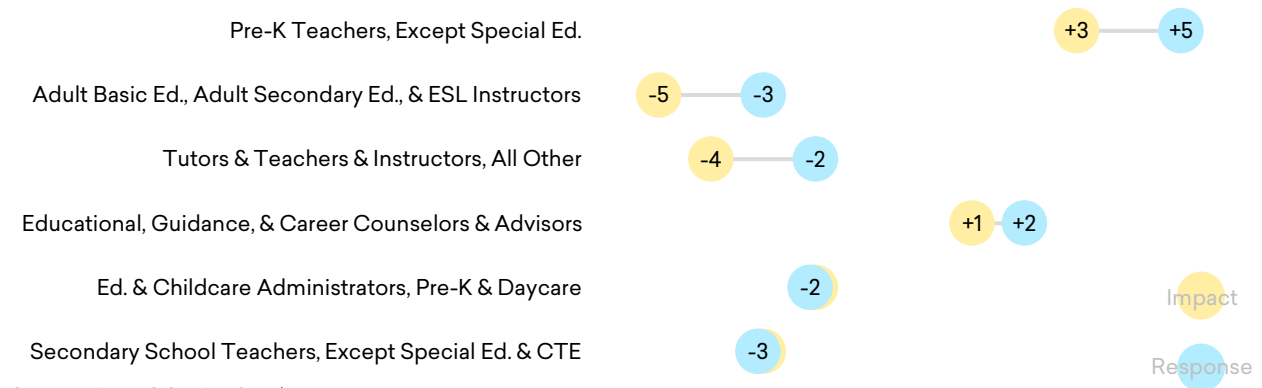 Pre-K Teachers, Except Special Ed. +3 +5
Adult Basic Ed., Adult Secondary Ed., & ESL Instructors -5 -3
Tutors & Teachers & Instructors, All Other -4 -2
Educational, Guidance, & Career Counselors & Advisors +1 +2
Ed. & Childcare Administrators, Pre-K & Daycare -2
Impact
Secondary School Teachers, Except Special Ed. & CTE -3
Response